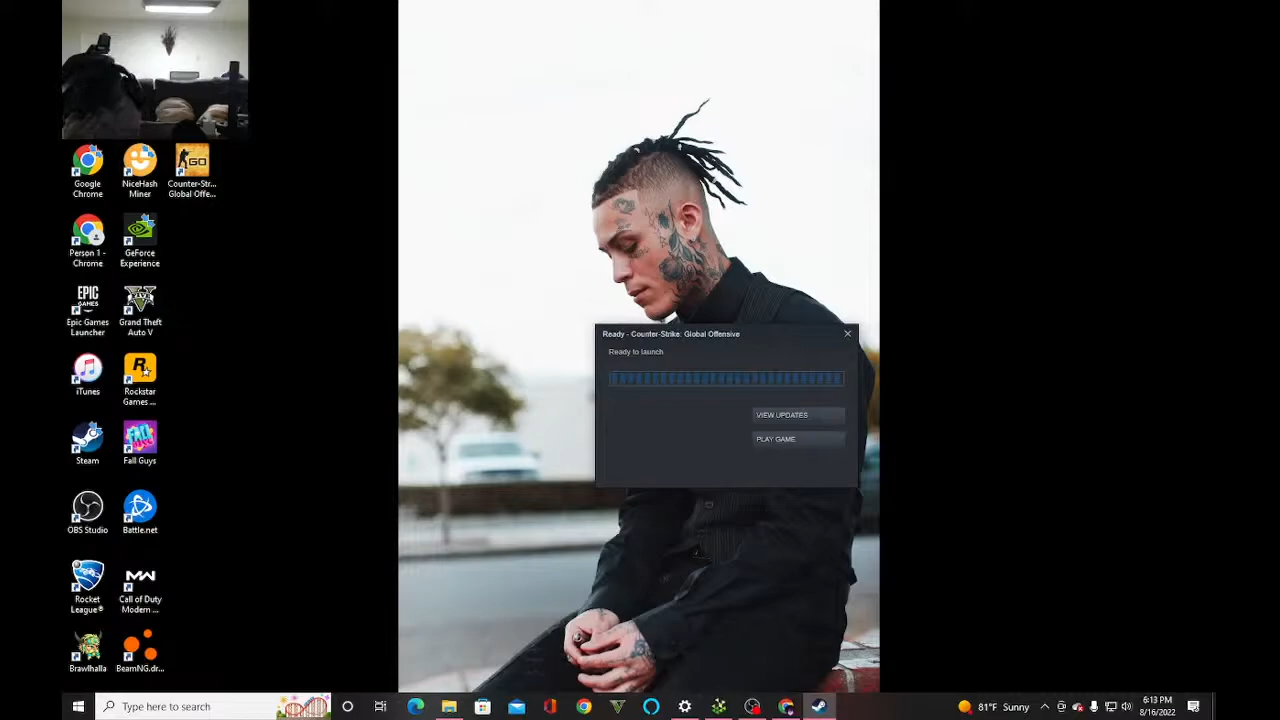 Google
Chrome
NiceHash
Miner
GO
Counter-Str...
Global Offe...
Person 1 -
Chrome
GeForce
Experience
EPIC
GAMES
Epic Games
Launcher
V
Grand Theft
Auto V
iTunes
R
Rockstar
Games ...
Steam
FALL
GUYS
Fall Guys
OBS Studio
Battle.net
Rocket
League®
MW
Call of Duty
Modern ...
Brawlhalla
BeamNG.dr...
Ready - Counter-Strike: Global Offensive
Ready to launch
VIEW UPDATES
PLAY GAME
Type here to search
81°F Sunny
6:13 PM
8/16/2022